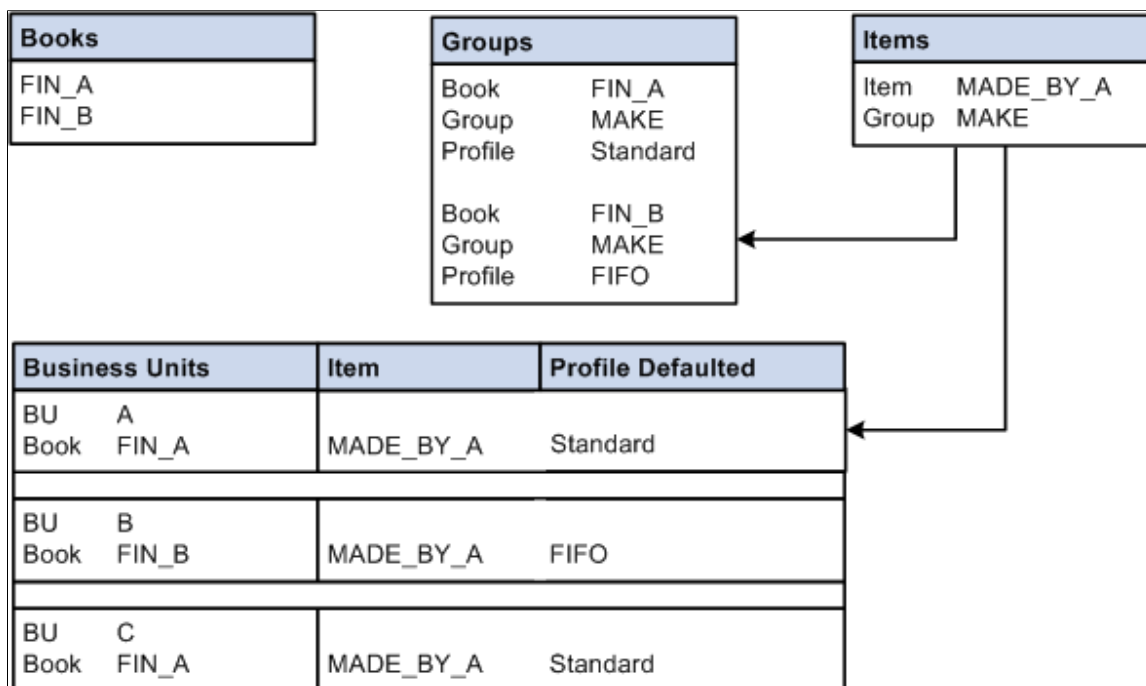 Books
FIN_A
FIN_B
Groups
Book FIN_A
Group MAKE
Profile Standard
Book FIN_B
Group MAKE
Profile FIFO
Items
Item MADE_BY_A
Group MAKE
Business Units Item Profile Defaulted
BU A
Book FIN_A MADE_BY_A Standard
BU B
Book FIN_B MADE_BY_A FIFO
BU C
Book FIN_A MADE_BY_A Standard